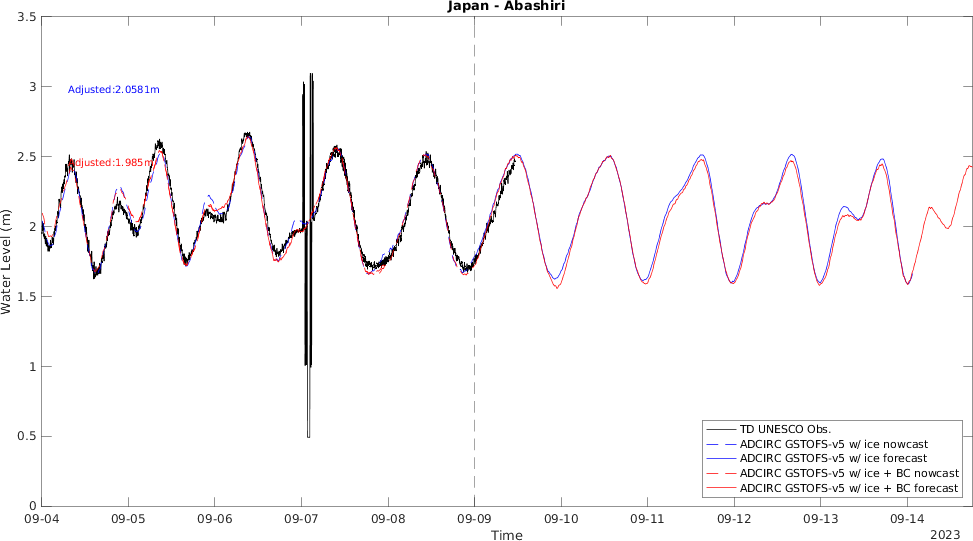 Japan - Abashiri
3.5
3
2.5
2
1.5
1
0.5
0
Water Level (m)
Adjusted:2.0581m
Adjusted:1.985m
TD UNESCO Obs.
ADCIRC GSTOFS-v5 w/ ice nowcast
ADCIRC GSTOFS-v5 w/ ice forecast
ADCIRC GSTOFS-v5 w/ ice + BC nowcast
ADCIRC GSTOFS-v5 w/ ice + BC forecast
09-04 09-05 09-06 09-07 09-08 09-09 09-10 09-11 09-12 09-13 09-14
Time
2023